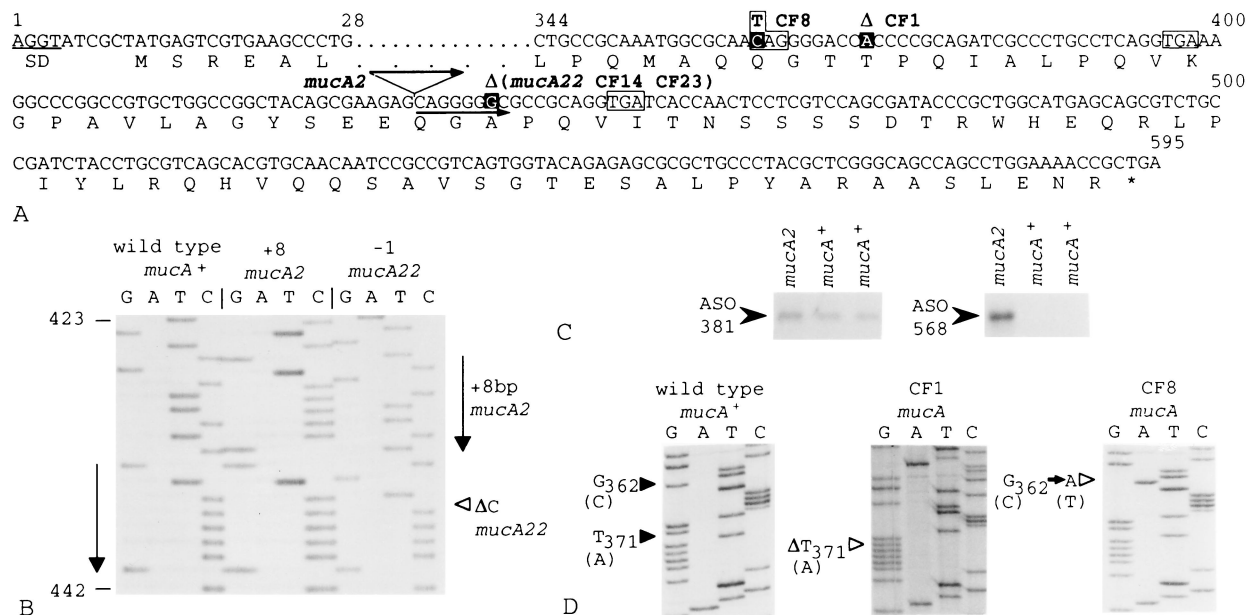 1 28 344 T CF8 Δ CF1 400
AGGTATCGCTATGAGTCGTGAAGCCCTG...............CTGCCGCAAATGGCGCAACAGGGGACCACCCCGCAGATCGCCCTGCCTCAGGTGAAA
SD M S R E A L . . . . . L P Q M A Q Q G T T P Q I A L P Q V K
mucA2 Δ(mucA22 CF14 CF23) 500
GGCCCGGCCGTGCTGGCCGGCTACAGCGAAGAGCAGGGGGCGCCGCAGGTGATCACCAACTCCTCGTCCAGCGATACCCGCTGGCATGAGCAGCGTCTGC
G P A V L A G Y S E E Q G A P Q V I T N S S S S D T R W H E Q R L P
595
CGATCTACCTGCGTCAGCACGTGCAACAATCCGCCGTCAGTGGTACAGAGAGCGCGCTGCCCTACGCTCGGGCAGCCAGCCTGGAAAACCGCTGA
I Y L R Q H V Q Q S A V S G T E S A L P Y A R A A S L E N R *
A
wild type +8 -1
mucA+ mucA2 mucA22
G A T C G A T C G A T C
423
+8bp
mucA2
ΔC
mucA22
442
B
mucA2 mucA+ mucA+
ASO
381
mucA2 mucA+ mucA+
ASO
568
C
wild type CF1 CF8
mucA+ mucA mucA
G A T C G A T C G A T C
G362
(C)
T371
(A)
ΔT371
(A)
G362 A
(C) (T)
D